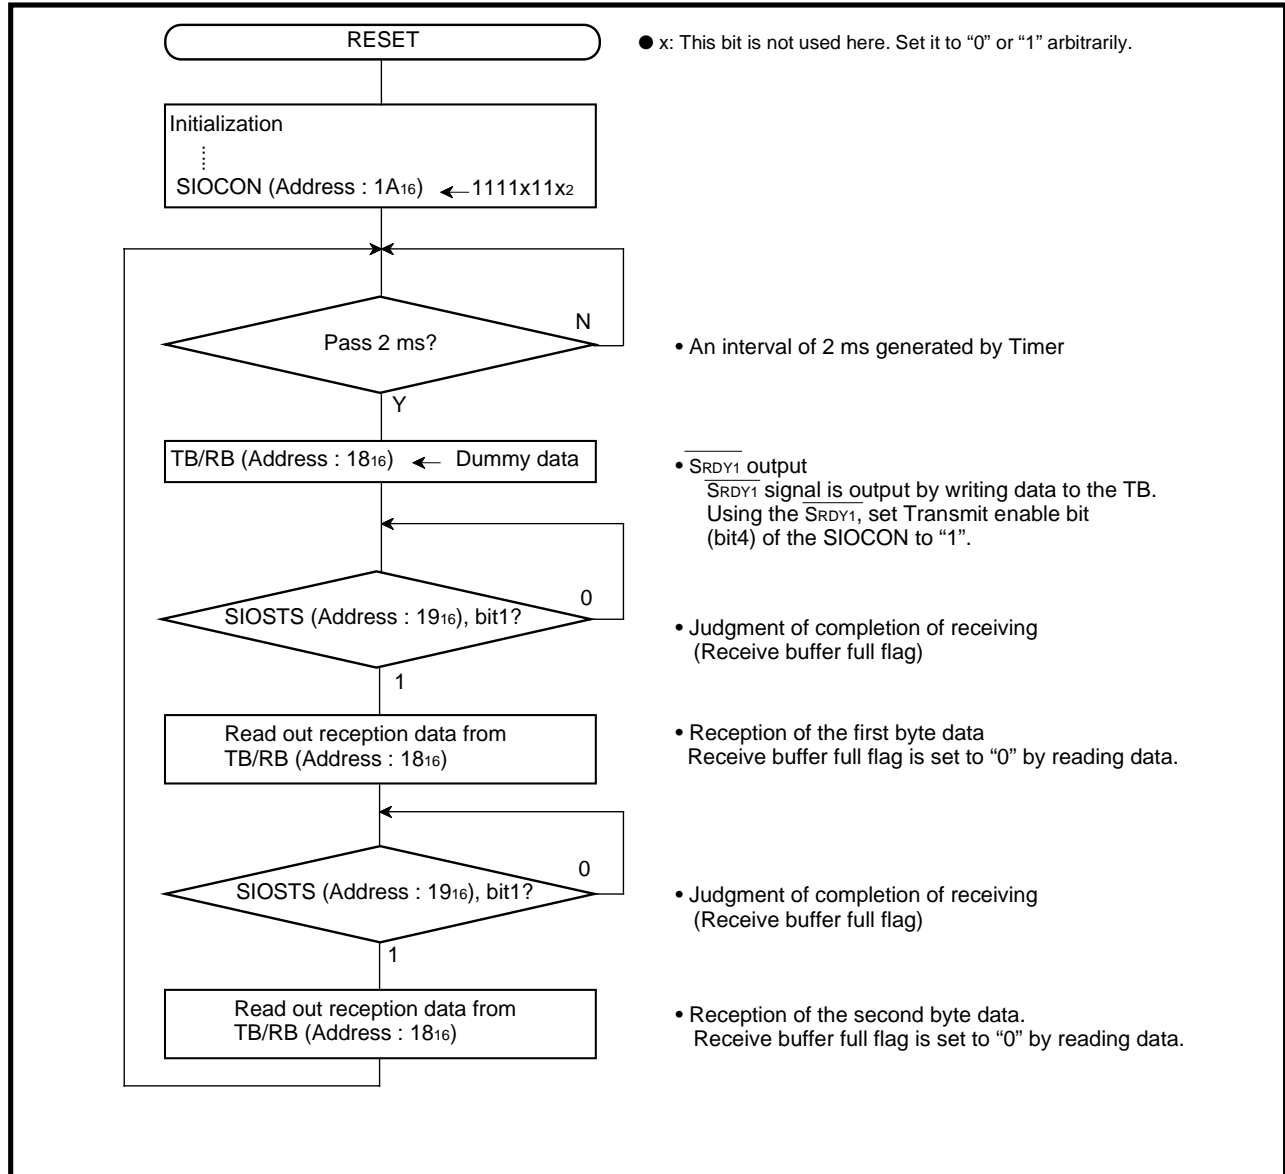 RESET
● x: This bit is not used here. Set it to “0” or “1” arbitrarily.
Initialization
SIOCON (Address : 1A16) ← 1111x11x2
Pass 2 ms?
N
• An interval of 2 ms generated by Timer
Y
TB/RB (Address : 1816) ← Dummy data
• SRDY1 output
SRDY1 signal is output by writing data to the TB.
Using the SRDY1, set Transmit enable bit
(bit4) of the SIOCON to “1”.
SIOSTS (Address : 1916), bit1?
0
• Judgment of completion of receiving
(Receive buffer full flag)
1
Read out reception data from
TB/RB (Address : 1816)
• Reception of the first byte data
Receive buffer full flag is set to “0” by reading data.
SIOSTS (Address : 1916), bit1?
0
• Judgment of completion of receiving
(Receive buffer full flag)
1
Read out reception data from
TB/RB (Address : 1816)
• Reception of the second byte data.
Receive buffer full flag is set to “0” by reading data.